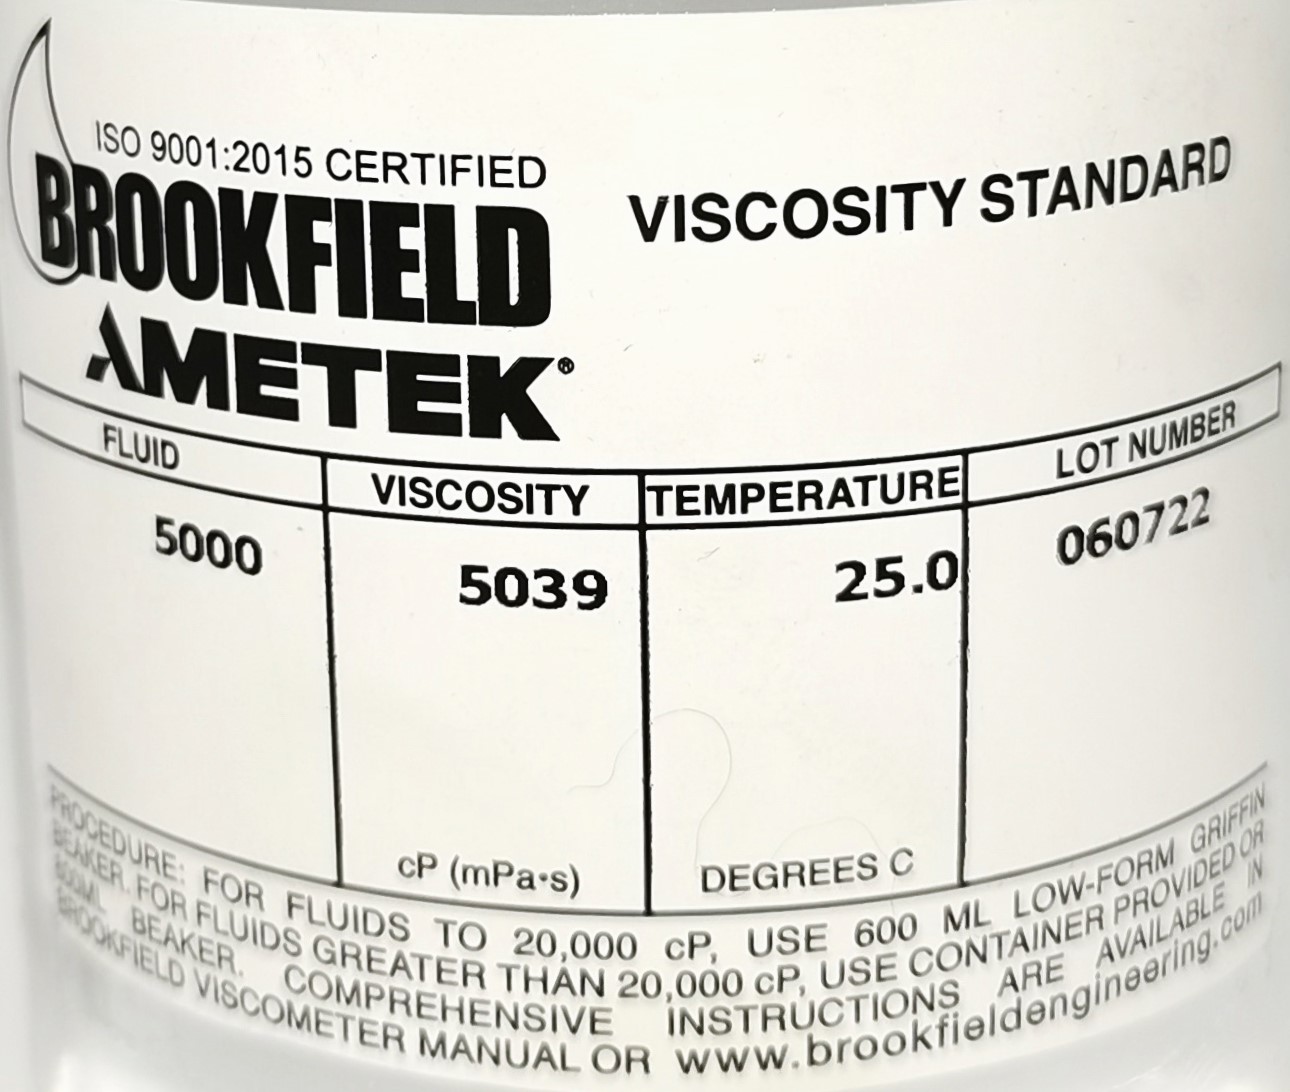 ISO 9001:2015 CERTIFIED
BROOKFIELD
AMETEK®
VISCOSITY STANDARD
FLUID VISCOSITY TEMPERATURE LOT NUMBER
5000 5039 25.0 060722
cP (mPa•s) DEGREES C
PROCEDURE: FOR FLUIDS TO 20,000 cP, USE 600 ML LOW-FORM GRIFFIN
BEAKER. FOR FLUIDS GREATER THAN 20,000 cP, USE CONTAINER PROVIDED OR
600ML BEAKER. COMPREHENSIVE INSTRUCTIONS ARE AVAILABLE IN
BROOKFIELD VISCOMETER MANUAL OR www.brookfieldengineering.com